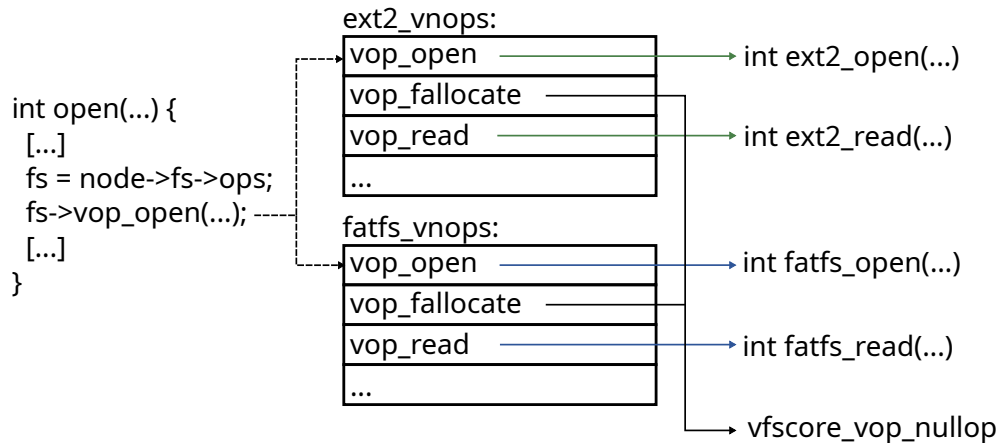 int open(...) {
[...]
fs = node->fs->ops;
fs->vop_open(...);
[...]
}
ext2_vnops:
vop_open
vop_fallocate
vop_read
...
fatfs_vnops:
vop_open
vop_fallocate
vop_read
...
int ext2_open(...)
int ext2_read(...)
int fatfs_open(...)
int fatfs_read(...)
vfscore_vop_nullop